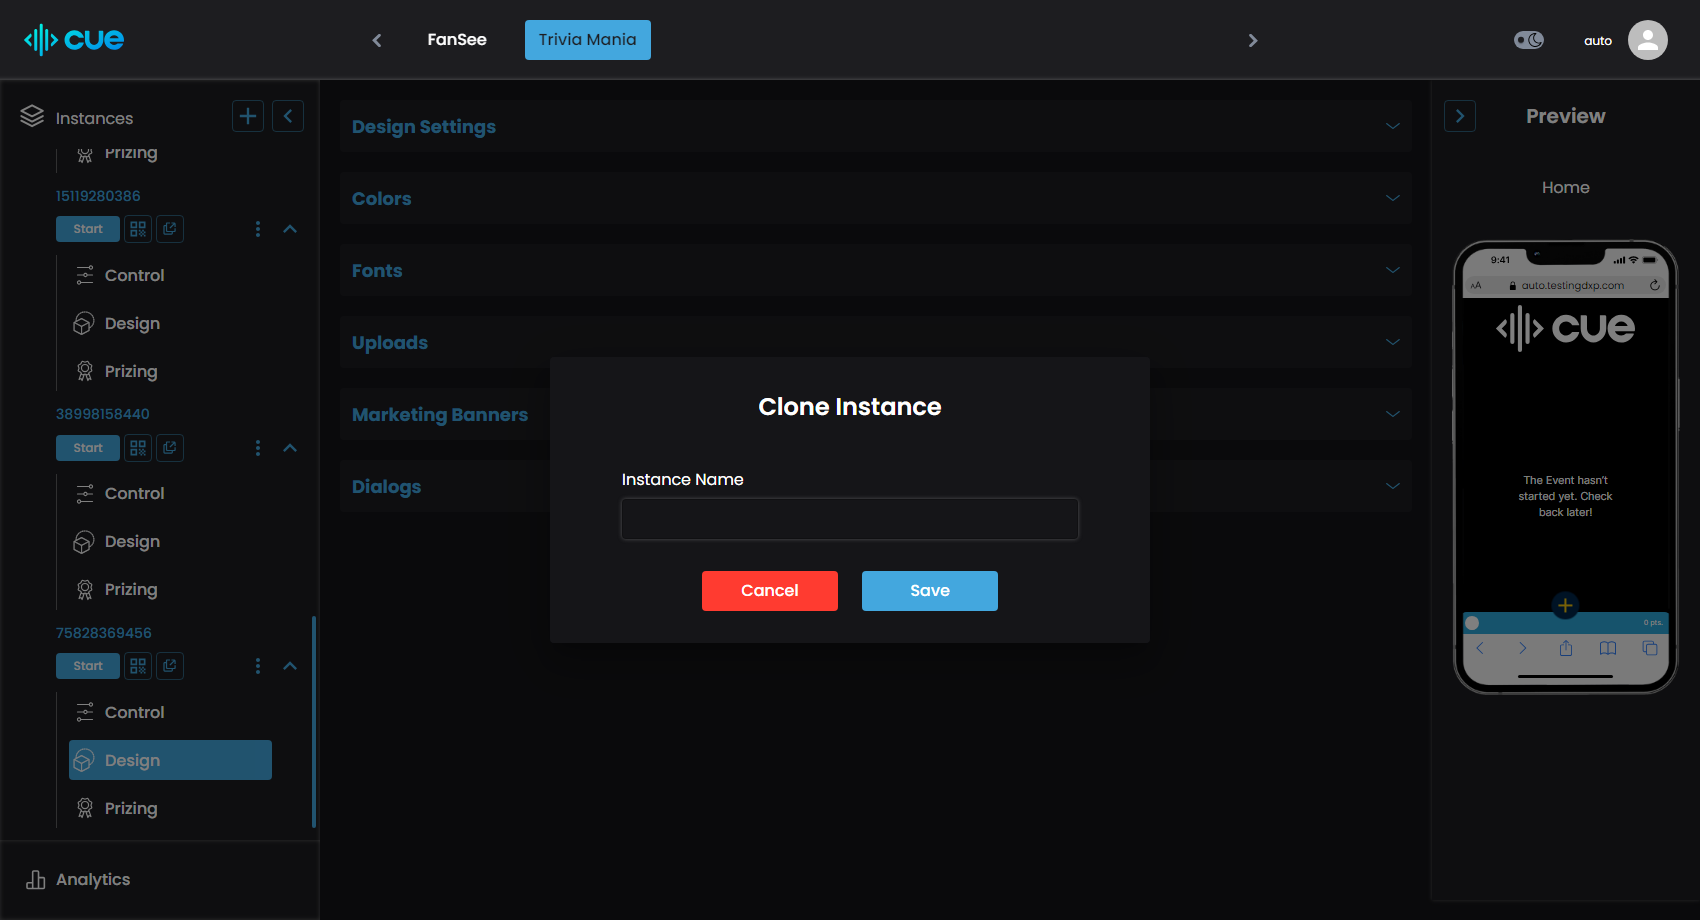 cue
FanSee
Trivia Mania
auto
Instances
Prizing
15119280386
Start
Control
Design
Prizing
38998158440
Start
Control
Design
Prizing
75828369456
Start
Control
Design
Prizing
Analytics
Design Settings
Colors
Fonts
Uploads
Marketing Banners
Dialogs
Clone Instance
Instance Name
Cancel
Save
Preview
Home
9:41
AA auto.testingdxp.com
cue
The Event hasn't
started yet. Check
back later!
0 pts.